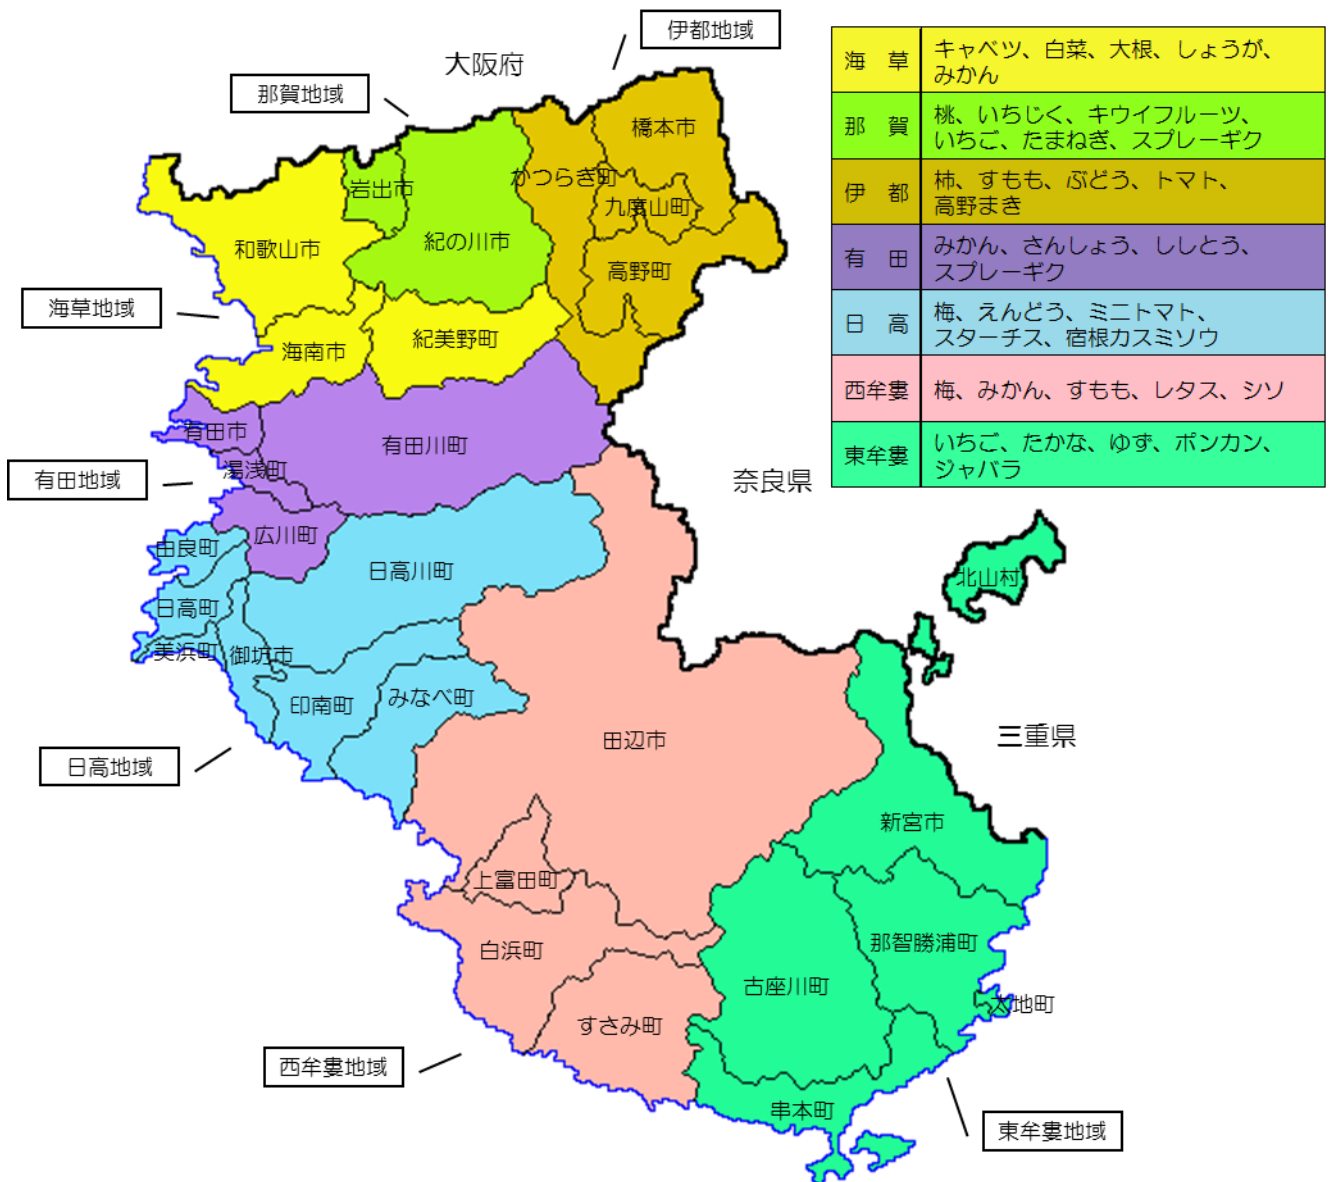 伊都地域
大阪府
那賀地域
橋本市
かつらぎ町
岩出市
九度山町
和歌山市
紀の川市
高野町
海草地域
海南市
紀美野町
有田市
有田川町
湯浅町
有田地域
奈良県
広川町
由良町
日高川町
北山村
日高町
美浜町
御坊市
印南町
みなべ町
田辺市
三重県
日高地域
新宮市
上富田町
白浜町
那智勝浦町
古座川町
太地町
すさみ町
西牟婁地域
串本町
東牟婁地域
海 草
キャベツ、白菜、大根、しょうが、
みかん
那 賀
桃、いちじく、キウイフルーツ、
いちご、たまねぎ、スプレーギク
伊 都
柿、すもも、ぶどう、トマト、
高野まき
有 田
みかん、さんしょう、ししとう、
スプレーギク
日 高
梅、えんどう、ミニトマト、
スターチス、宿根カスミソウ
西牟婁
梅、みかん、すもも、レタス、シソ
東牟婁
いちご、たかな、ゆず、ポンカン、
ジャバラ